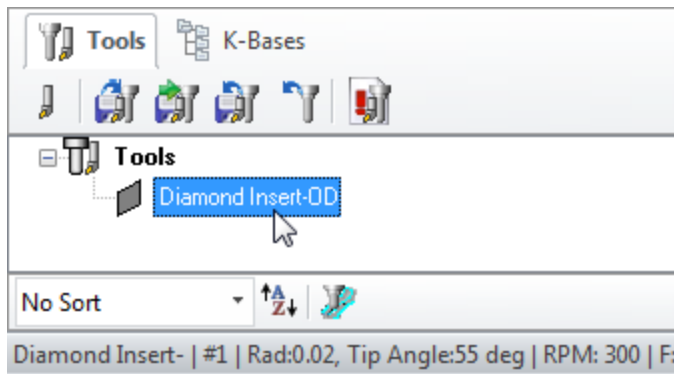 Tools K-Bases
Tools
Diamond Insert-OD
No Sort
Diamond Insert- | #1 | Rad:0.02, Tip Angle:55 deg | RPM: 300 | F: